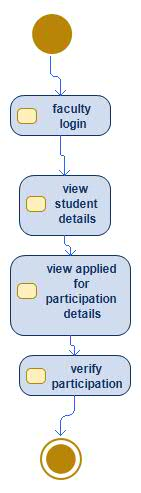 faculty
login
view
student
details
view applied
for
participation
details
verify
participation